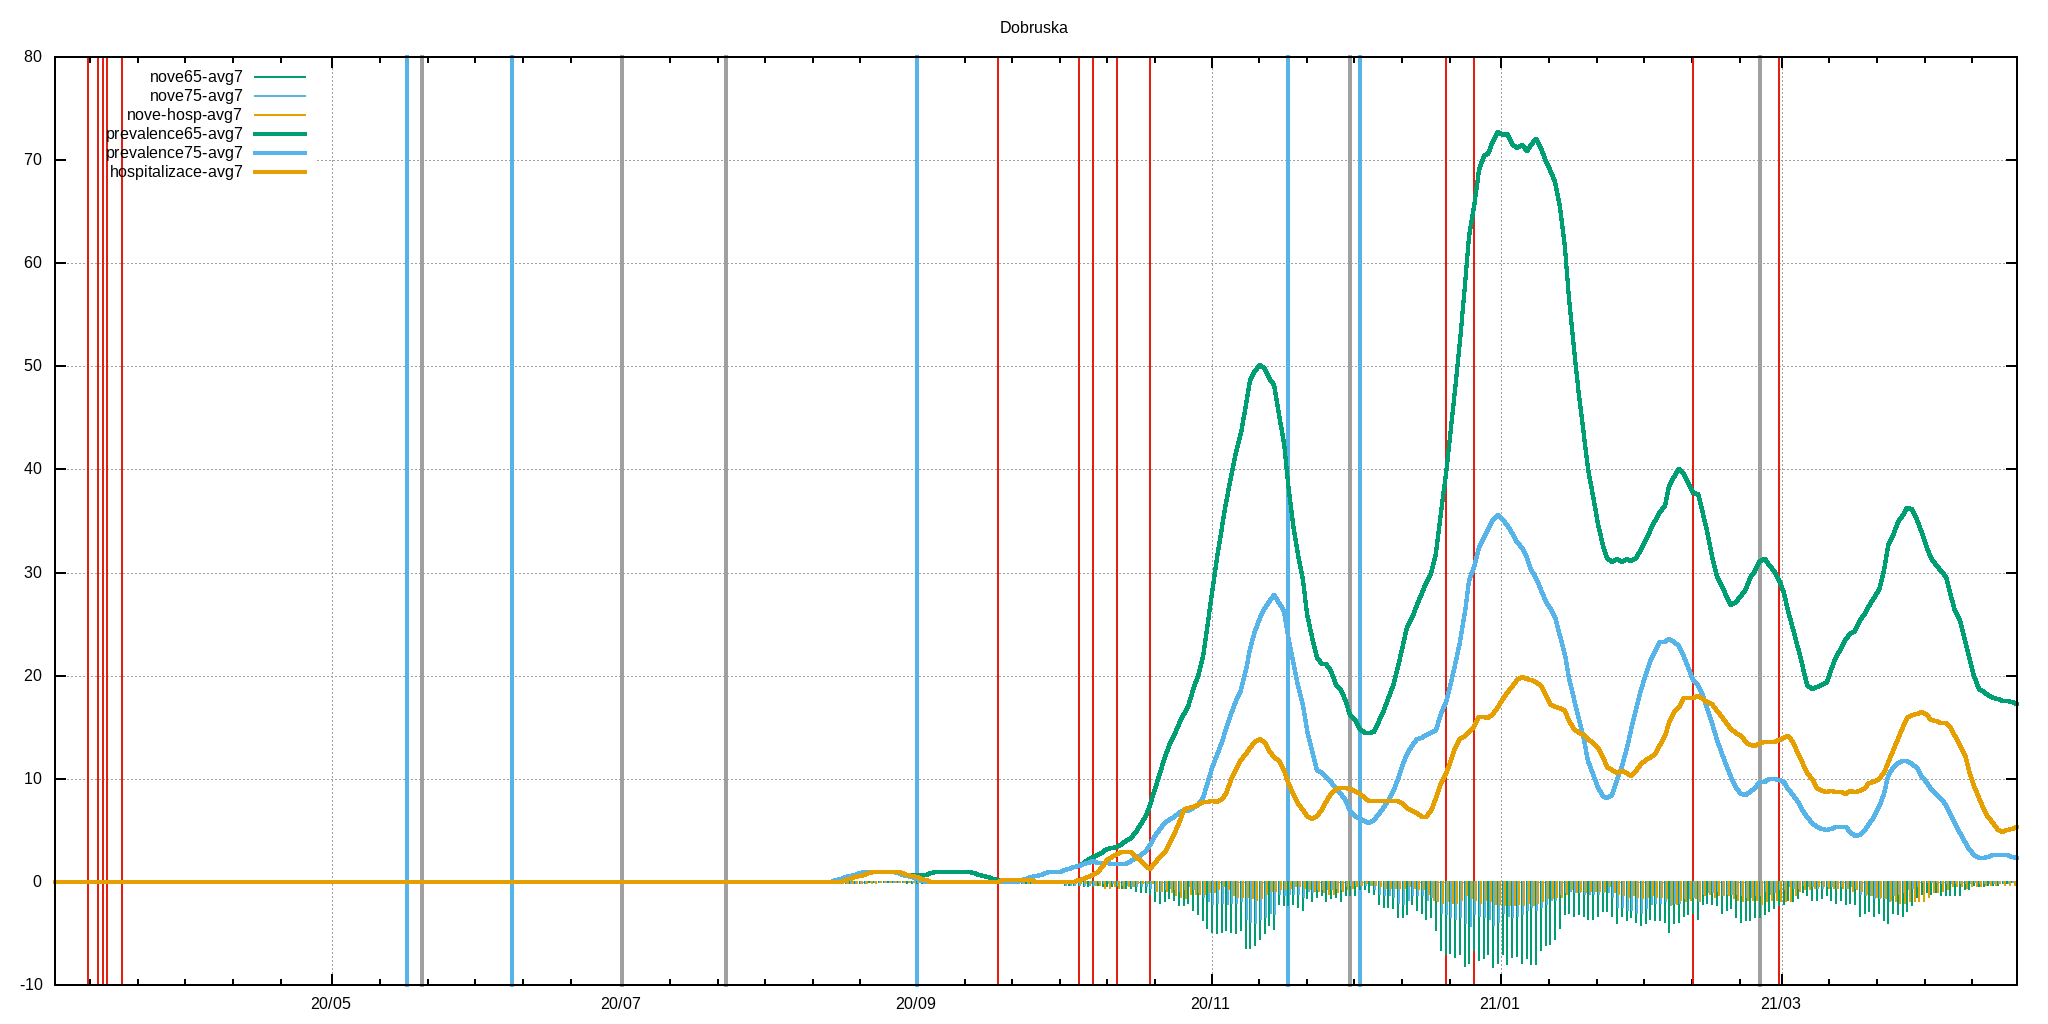 Dobruska
80
70
60
50
40
30
20
10
0
-10
nove65-avg7
nove75-avg7
nove-hosp-avg7
prevalence65-avg7
prevalence75-avg7
hospitalizace-avg7
20/05 20/07 20/09 20/11 21/01 21/03